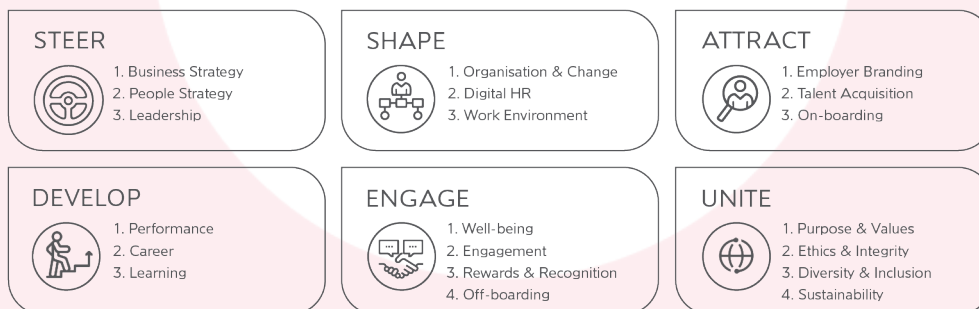 STEER
1. Business Strategy
2. People Strategy
3. Leadership
SHAPE
1. Organisation & Change
2. Digital HR
3. Work Environment
ATTRACT
1. Employer Branding
2. Talent Acquisition
3. On-boarding
DEVELOP
1. Performance
2. Career
3. Learning
ENGAGE
1. Well-being
2. Engagement
3. Rewards & Recognition
4. Off-boarding
UNITE
1. Purpose & Values
2. Ethics & Integrity
3. Diversity & Inclusion
4. Sustainability